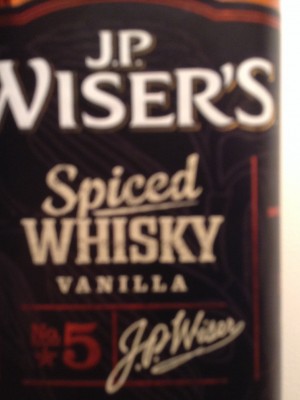 J.P.
WISER'S
Spiced
WHISKY
VANILLA
No. 5 J.P. Wiser